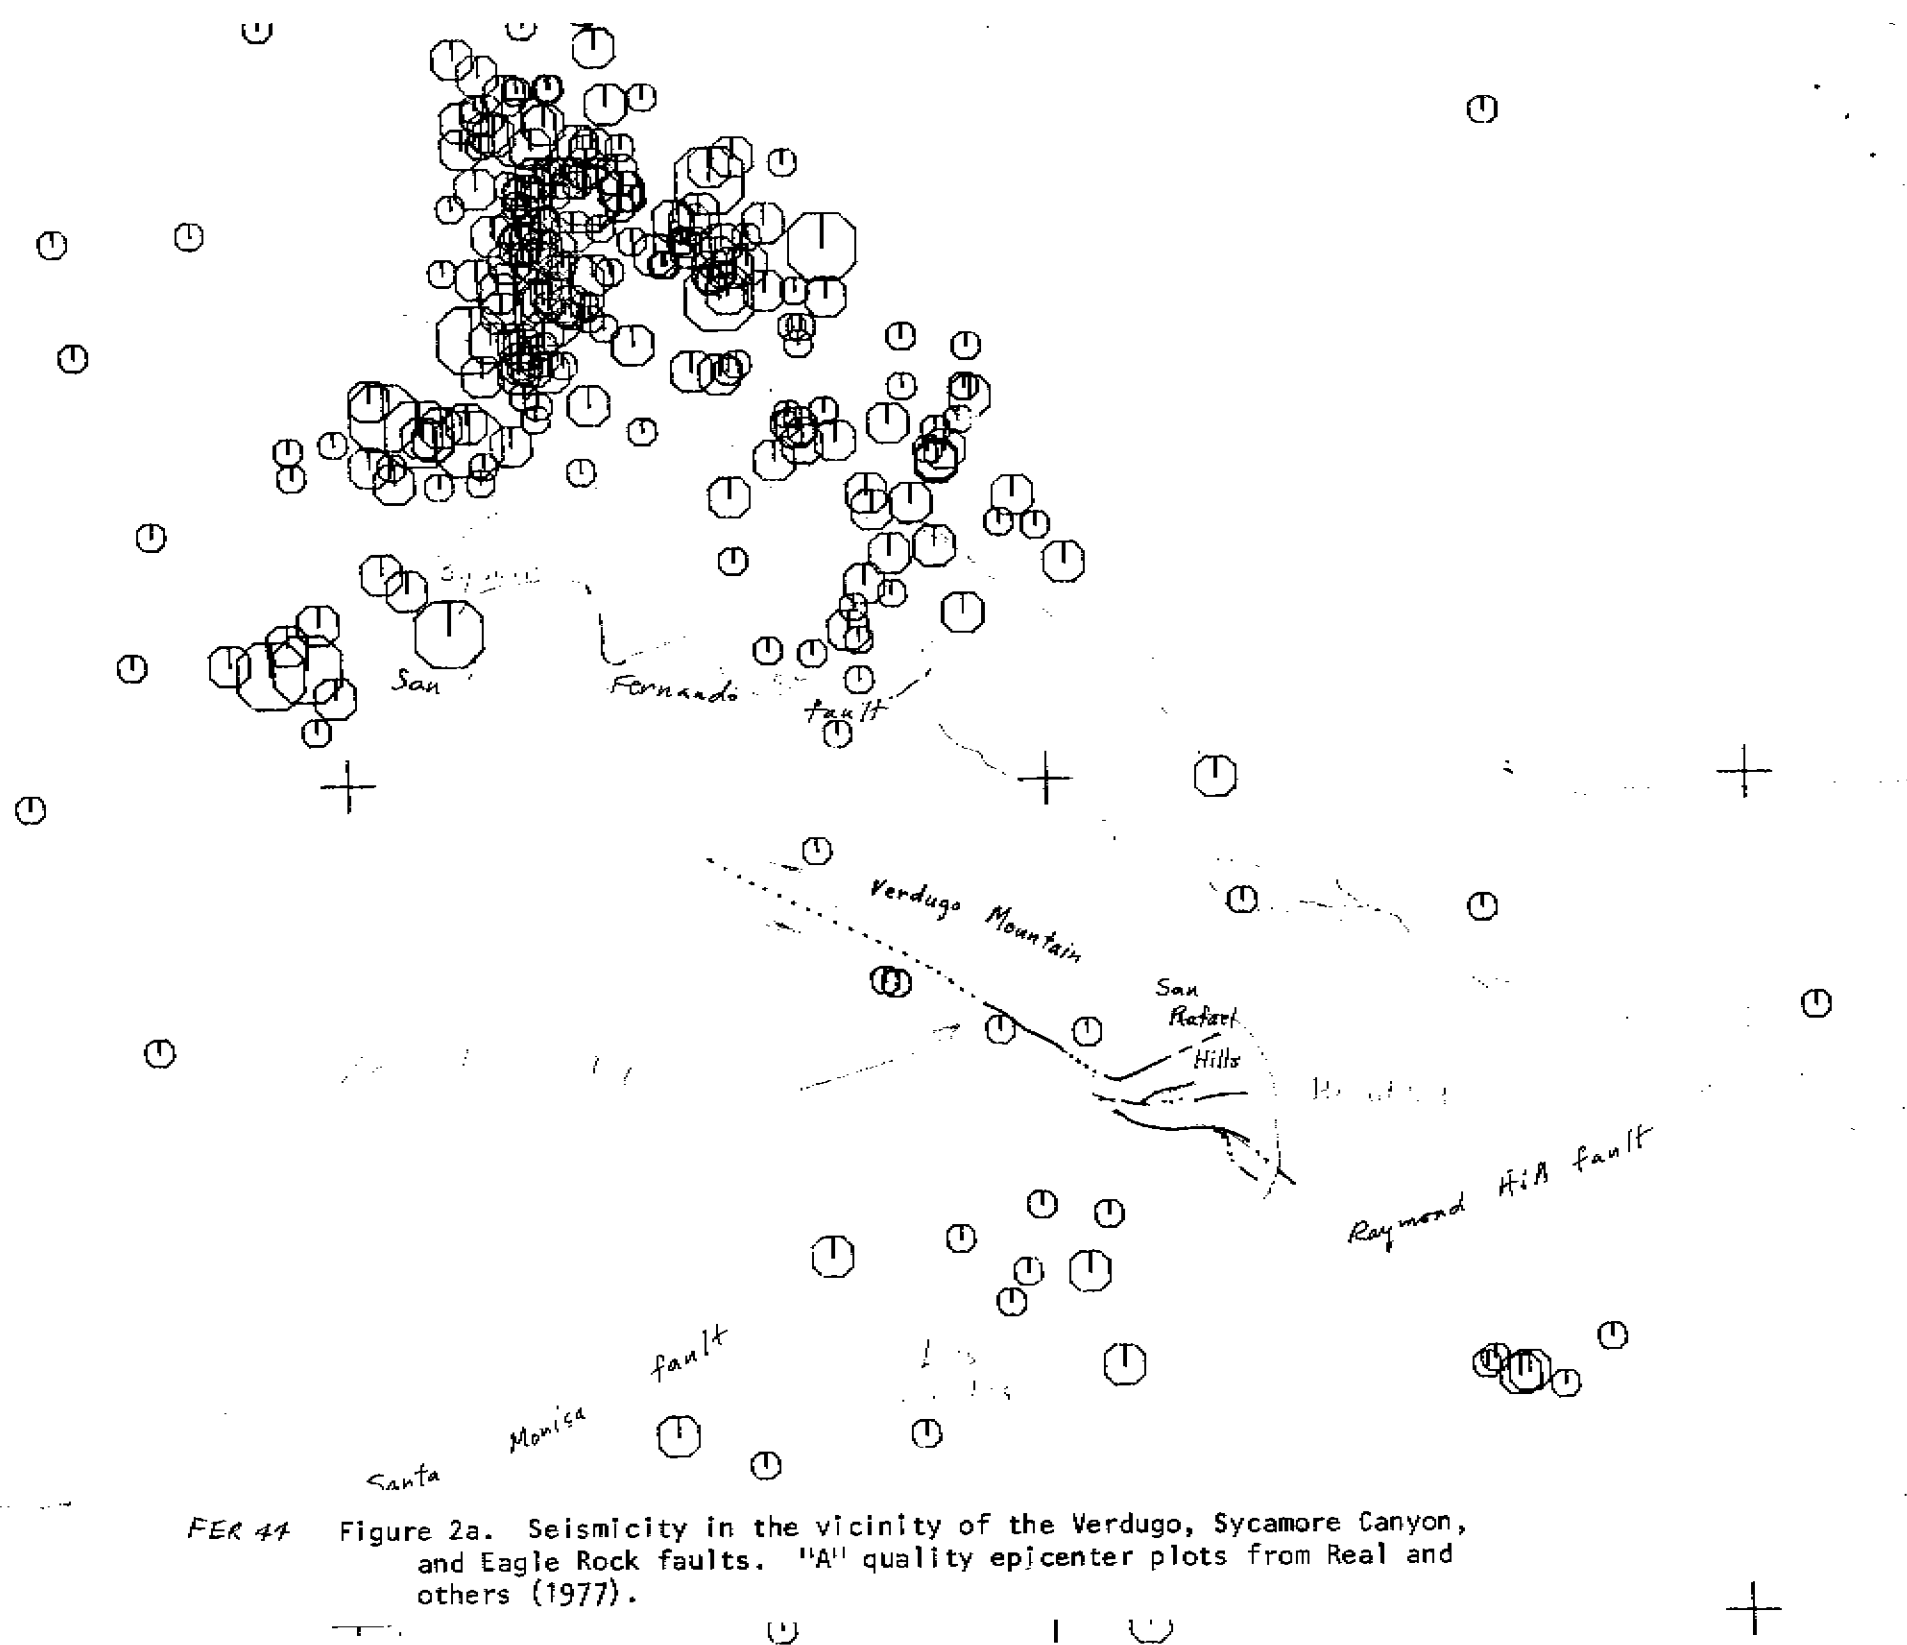 San
Fernando
fault
Verdugo Mountain
San
Rafael
Hills
Raymond Hill fault
Santa Monica fault
FER 44 Figure 2a. Seismicity in the vicinity of the Verdugo, Sycamore Canyon,
and Eagle Rock faults. "A" quality epicenter plots from Real and
others (1977).